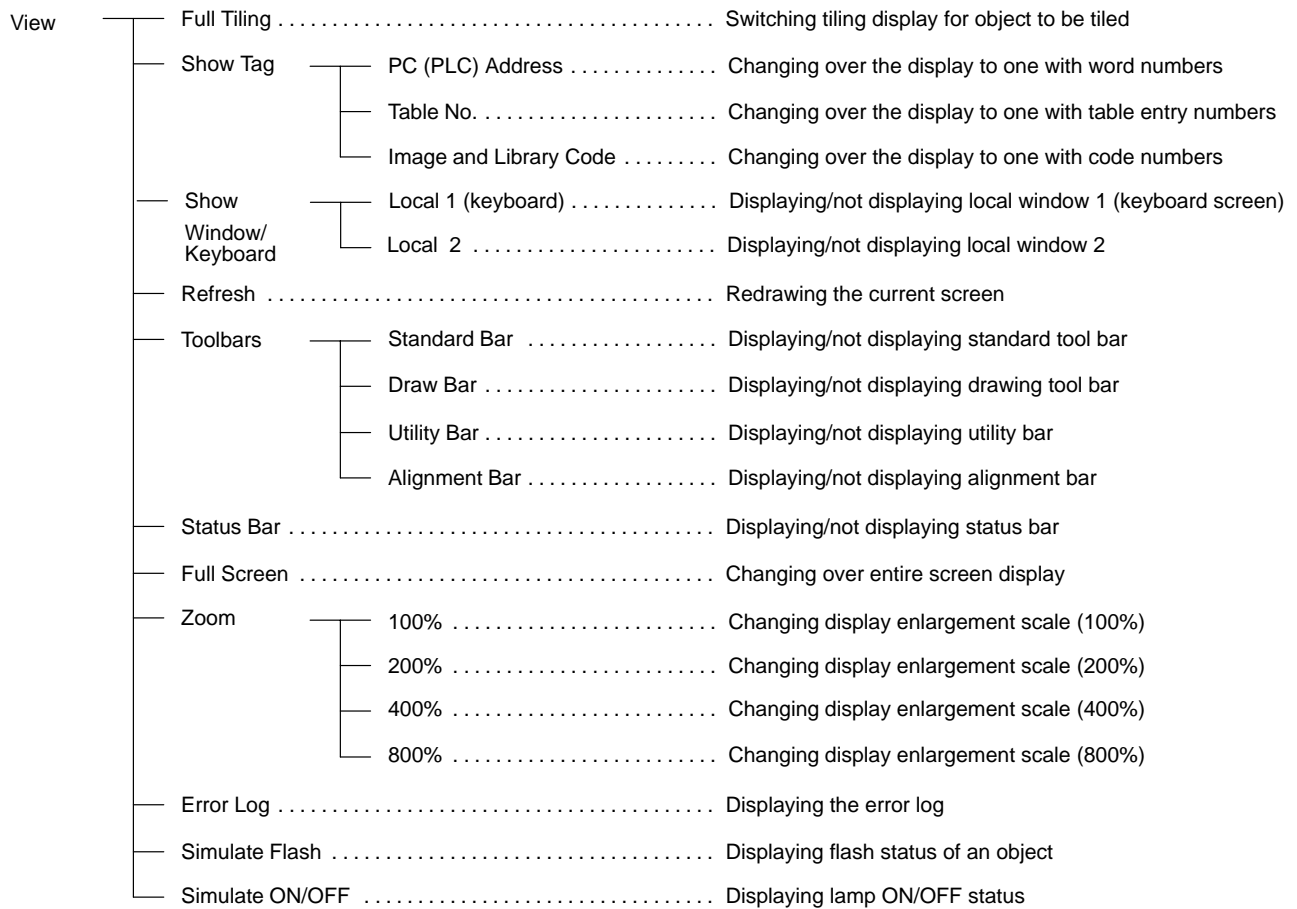 View Full Tiling . . . . . . . . . . . . . . . . . . . . . . . . . . . . . . . . . Switching tiling display for object to be tiled
Show Tag PC (PLC) Address . . . . . . . . . . . . . . Changing over the display to one with word numbers
Table No. . . . . . . . . . . . . . . . . . . . . . . Changing over the display to one with table entry numbers
Image and Library Code . . . . . . . . . Changing over the display to one with code numbers
Show Local 1 (keyboard) . . . . . . . . . . . . . . Displaying/not displaying local window 1 (keyboard screen)
Window/
Local 2 . . . . . . . . . . . . . . . . . . . . . . . Displaying/not displaying local window 2
Keyboard
Refresh . . . . . . . . . . . . . . . . . . . . . . . . . . . . . . . . . . Redrawing the current screen
Toolbars Standard Bar . . . . . . . . . . . . . . . . . . Displaying/not displaying standard tool bar
Draw Bar . . . . . . . . . . . . . . . . . . . . . . Displaying/not displaying drawing tool bar
Utility Bar . . . . . . . . . . . . . . . . . . . . . . Displaying/not displaying utility bar
Alignment Bar . . . . . . . . . . . . . . . . . . Displaying/not displaying alignment bar
Status Bar . . . . . . . . . . . . . . . . . . . . . . . . . . . . . . . . Displaying/not displaying status bar
Full Screen . . . . . . . . . . . . . . . . . . . . . . . . . . . . . . . Changing over entire screen display
Zoom 100% . . . . . . . . . . . . . . . . . . . . . . . . . Changing display enlargement scale (100%)
200% . . . . . . . . . . . . . . . . . . . . . . . . . Changing display enlargement scale (200%)
400% . . . . . . . . . . . . . . . . . . . . . . . . . Changing display enlargement scale (400%)
800% . . . . . . . . . . . . . . . . . . . . . . . . . Changing display enlargement scale (800%)
Error Log . . . . . . . . . . . . . . . . . . . . . . . . . . . . . . . . . Displaying the error log
Simulate Flash . . . . . . . . . . . . . . . . . . . . . . . . . . . . . Displaying flash status of an object
Simulate ON/OFF . . . . . . . . . . . . . . . . . . . . . . . . . . Displaying lamp ON/OFF status